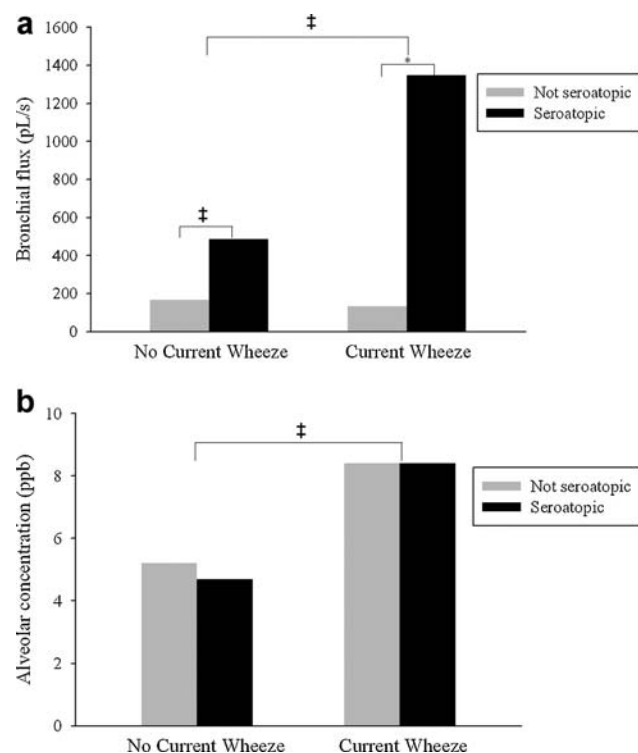 a
Bronchial flux (pL/s)
1600
1400
1200
1000
800
600
400
200
0
‡
*
‡
Not seroatopic
Seroatopic
No Current Wheeze
Current Wheeze
b
Alveolar concentration (ppb)
10
8
6
4
2
0
‡
Not seroatopic
Seroatopic
No Current Wheeze
Current Wheeze